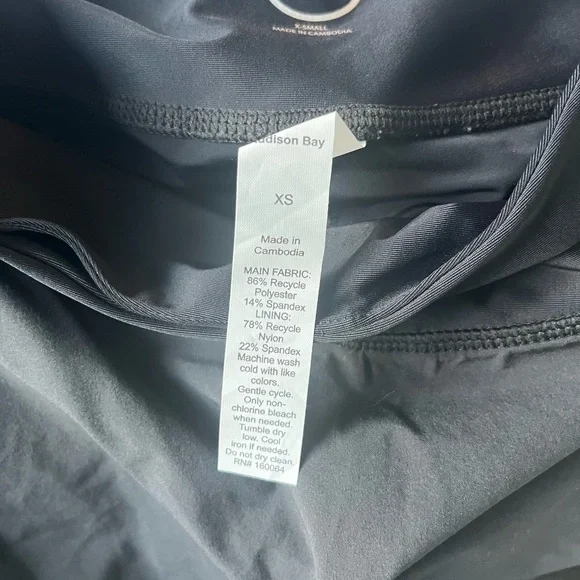 X-SMALL
MADE IN CAMBODIA
Bay
XS
Made in
Cambodia
MAIN FABRIC:
86% Recycle
Polyester
14% Spandex
LINING:
78% Recycle
Nylon
22% Spandex
Machine wash
cold with like
colors.
Gentle cycle.
Only non-
chlorine bleach
when needed.
Tumble dry
low. Cool
iron if needed.
Do not dry clean.
RN# 160064